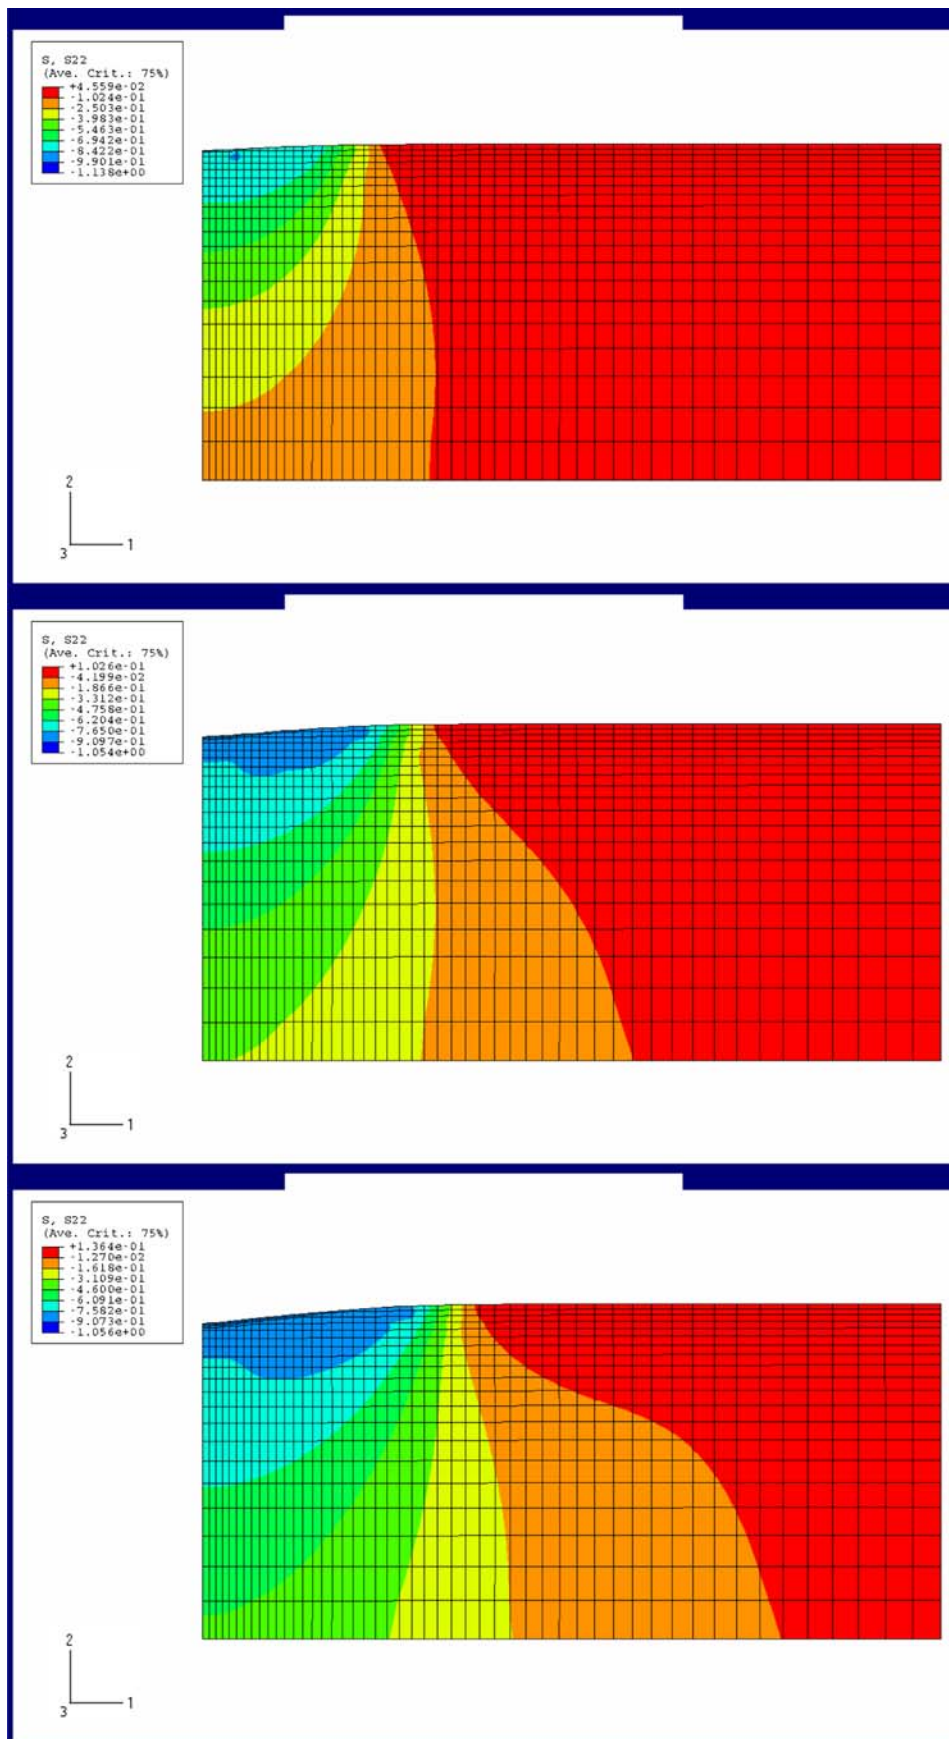 S, S22
(Ave. Crit.: 75%)
+4.559e-02
-1.024e-01
-2.503e-01
-3.983e-01
-5.463e-01
-6.942e-01
-8.422e-01
-9.901e-01
-1.138e+00
2
3
1
S, S22
(Ave. Crit.: 75%)
+1.026e-01
-4.199e-02
-1.866e-01
-3.312e-01
-4.758e-01
-6.204e-01
-7.650e-01
-9.097e-01
-1.054e+00
2
3
1
S, S22
(Ave. Crit.: 75%)
+1.364e-01
-1.270e-02
-1.618e-01
-3.109e-01
-4.600e-01
-6.091e-01
-7.582e-01
-9.073e-01
-1.056e+00
2
3
1